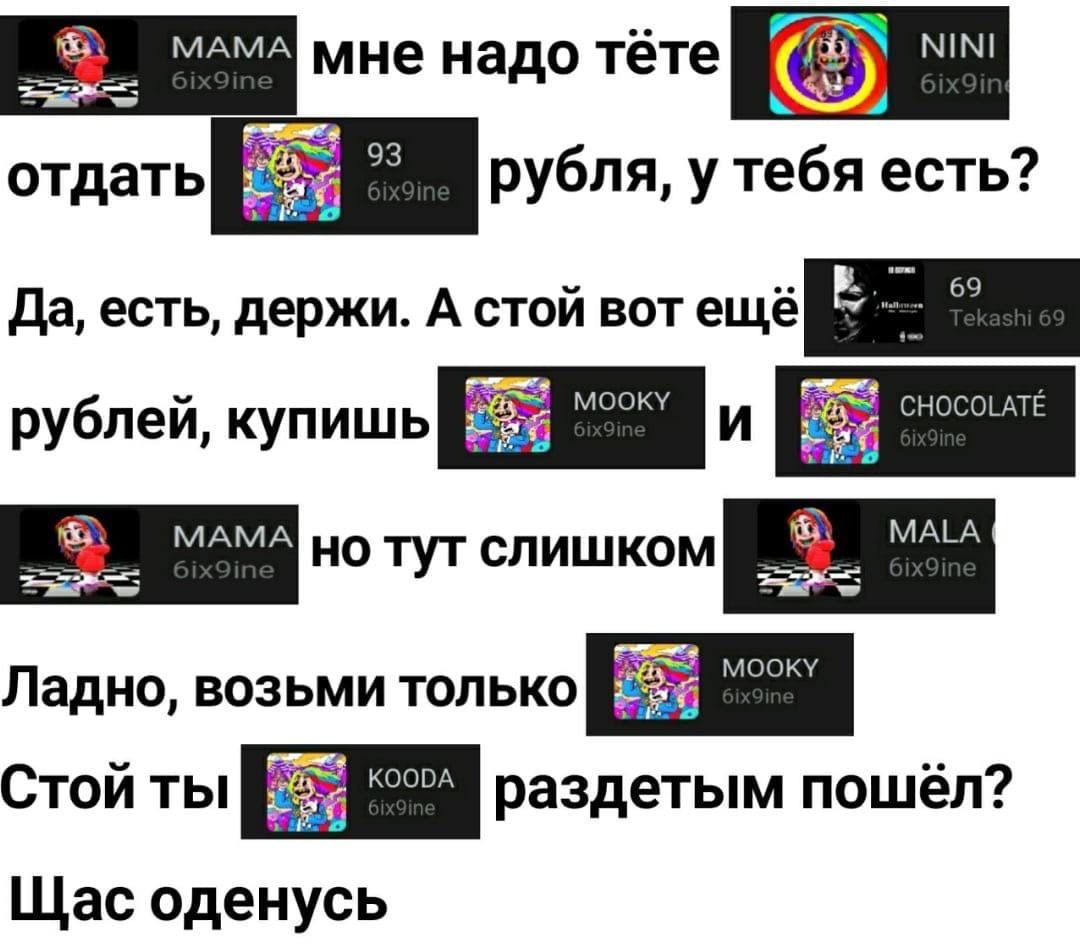 MAMA мне надо тёте NINI
6ix9ine 6ix9in
отдать 93 рубля, у тебя есть?
6ix9ine
Да, есть, держи. А стой вот ещё 69
Halloween Tekashi 69
рублей, купишь MOOKY и CHOCOLATÉ
6ix9ine 6ix9ine
MAMA но тут слишком MALA (
6ix9ine 6ix9ine
Ладно, возьми только MOOKY
6ix9ine
Стой ты KOODA раздетым пошёл?
6ix9ine
Щас оденусь